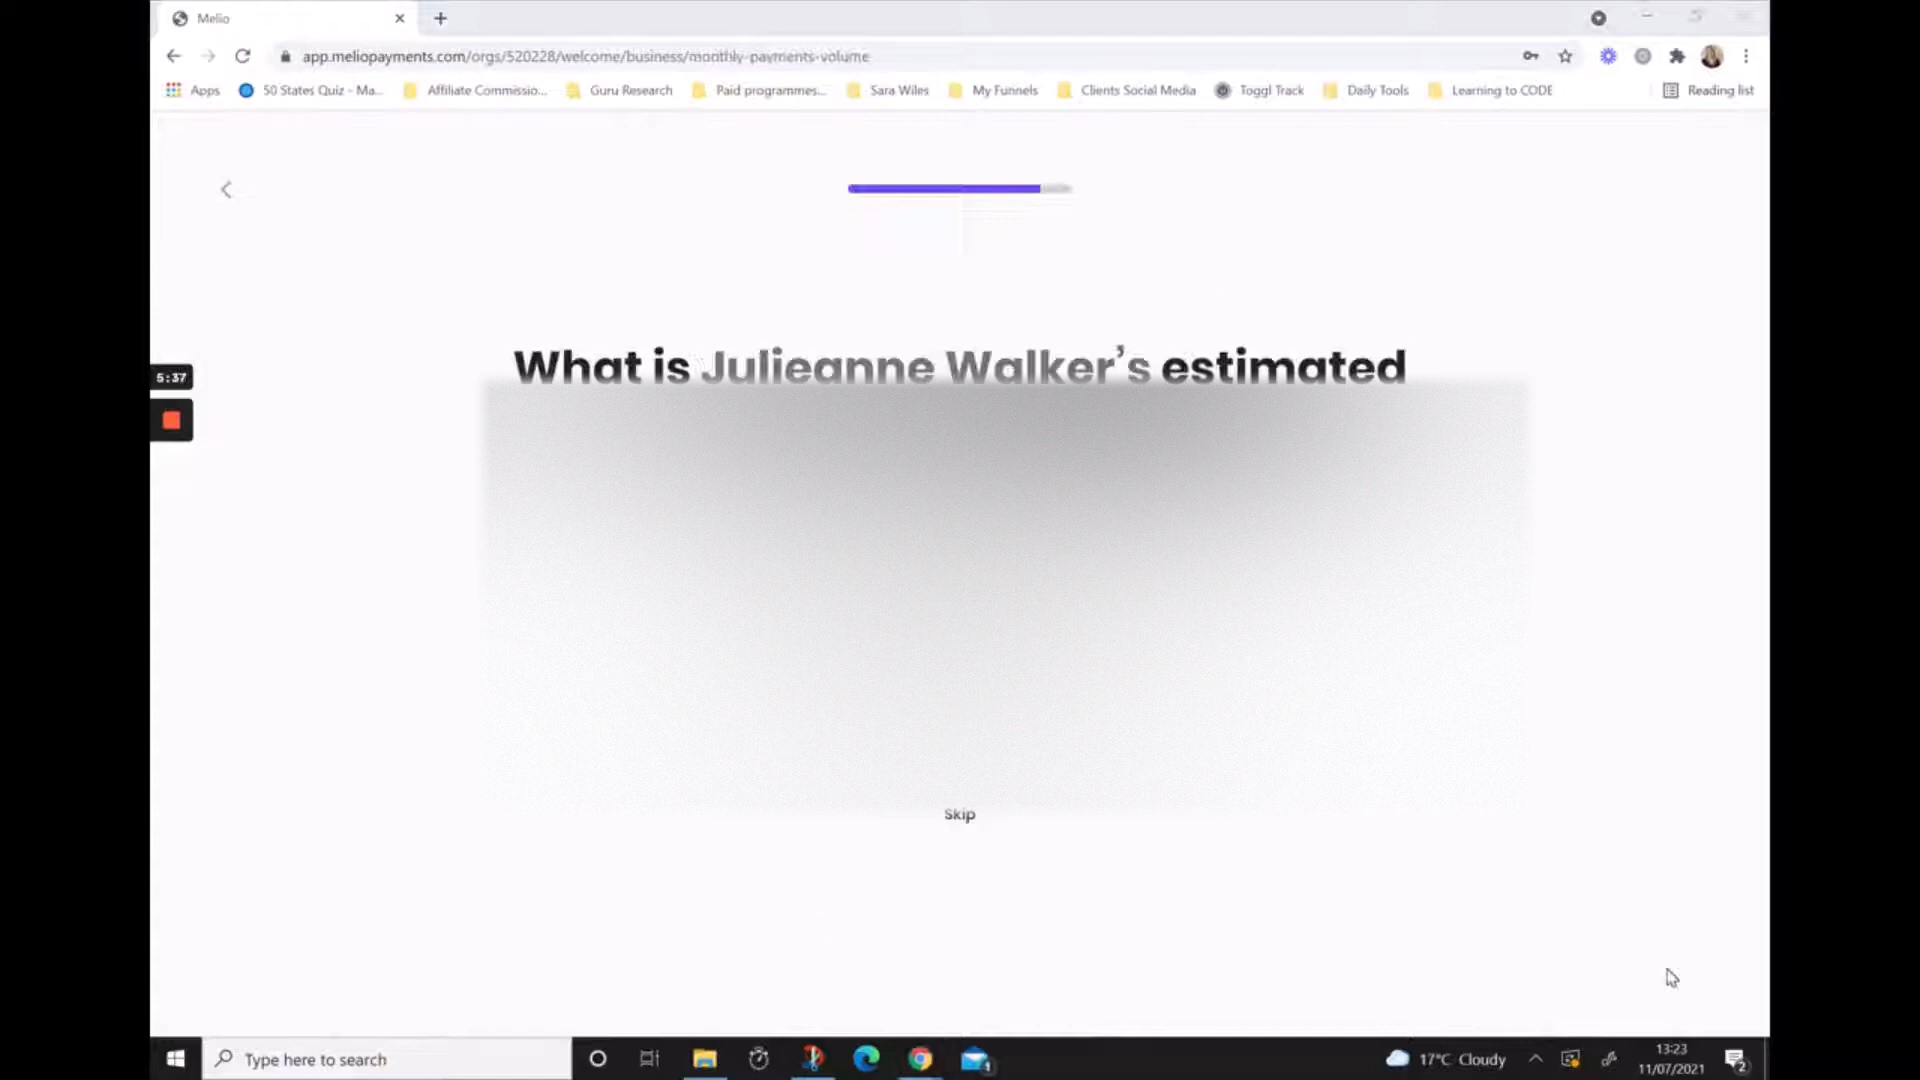 Melio
app.meliopayments.com/orgs/520228/welcome/business/monthly-payments-volume
Apps 50 States Quiz - Ma... Affiliate Commissio... Guru Research Paid programmes... Sara Wiles My Funnels Clients Social Media Toggl Track Daily Tools Learning to CODE Reading list
What is Julieanne Walker's estimated
5:37
Skip
Type here to search
17°C Cloudy
13:23
11/07/2021
1
2